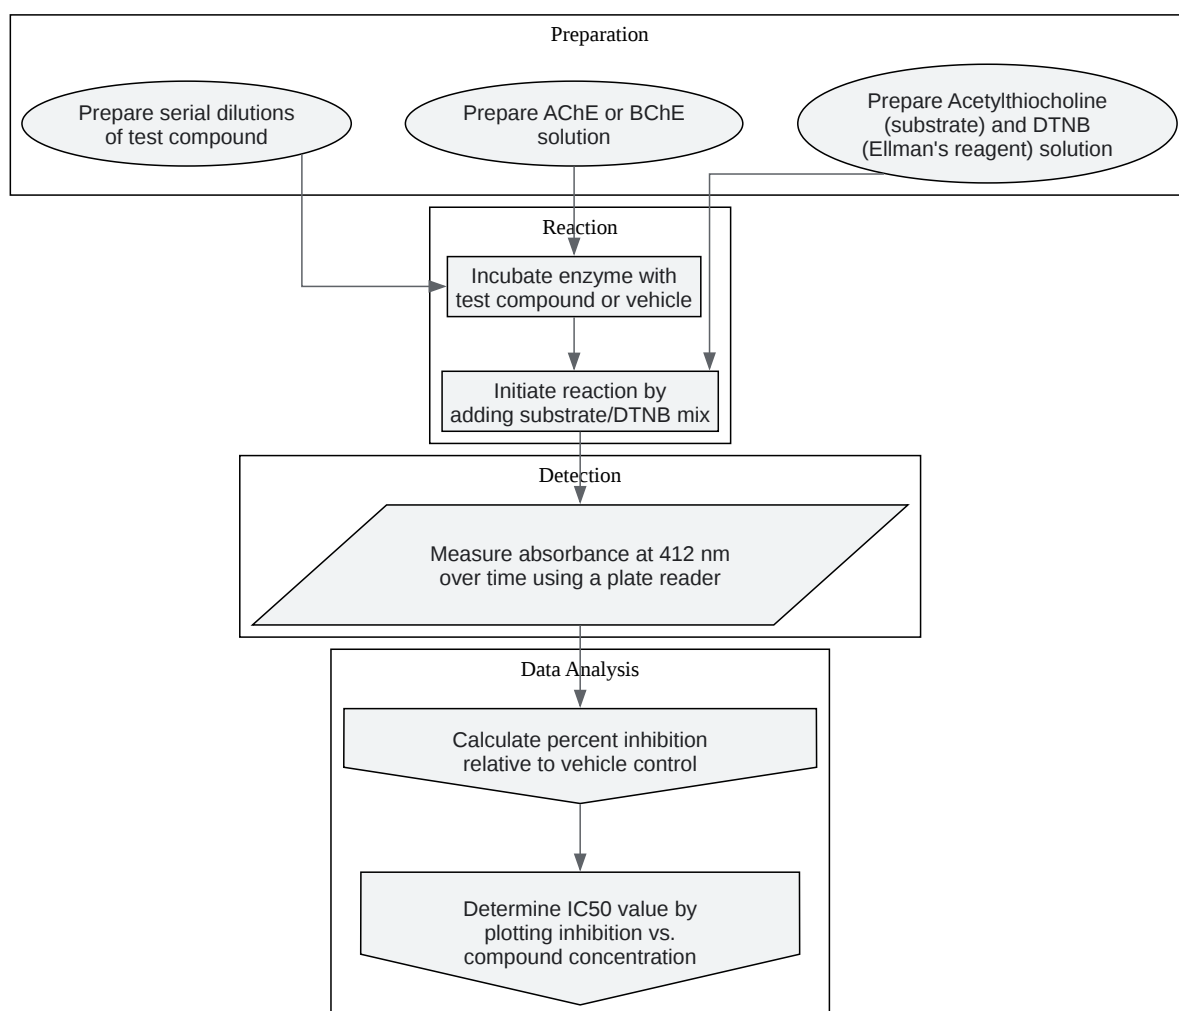 Preparation
Prepare serial dilutions
of test compound
Prepare AChE or BChE
solution
Prepare Acetylthiocholine
(substrate) and DTNB
(Ellman's reagent) solution
Reaction
Incubate enzyme with
test compound or vehicle
Initiate reaction by
adding substrate/DTNB mix
Detection
Measure absorbance at 412 nm
over time using a plate reader
Data Analysis
Calculate percent inhibition
relative to vehicle control
Determine IC50 value by
plotting inhibition vs.
compound concentration